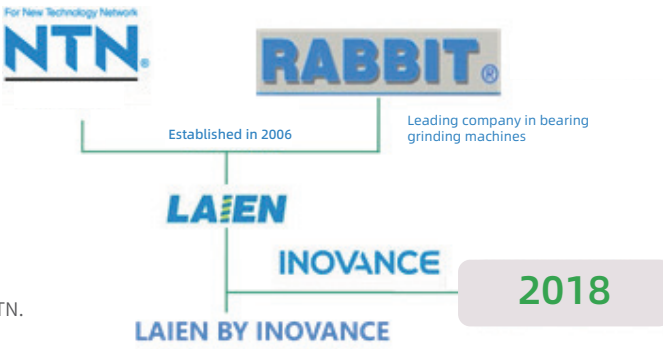 For New Technology Network
NTN®
RABBIT®
Established in 2006
Leading company in bearing
grinding machines
LAIEN
INOVANCE
2018
TN.
LAIEN BY INOVANCE